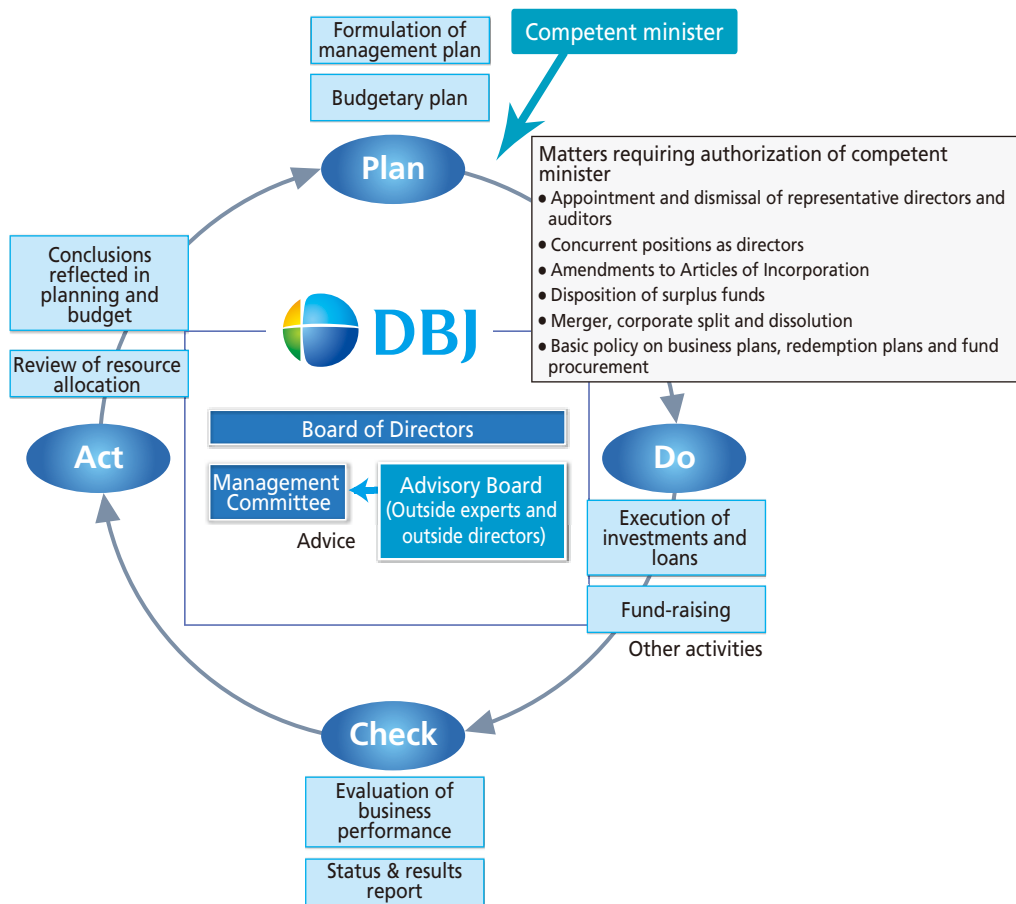 Formulation of
management plan
Competent minister
Budgetary plan
Plan
Matters requiring authorization of competent
minister
• Appointment and dismissal of representative directors and
auditors
• Concurrent positions as directors
• Amendments to Articles of Incorporation
• Disposition of surplus funds
• Merger, corporate split and dissolution
• Basic policy on business plans, redemption plans and fund
procurement
Conclusions
reflected in
planning and
budget
Review of resource
allocation
DBJ
Board of Directors
Management
Committee
Advisory Board
(Outside experts and
outside directors)
Advice
Act
Do
Execution of
investments and
loans
Fund-raising
Other activities
Check
Evaluation of
business
performance
Status & results
report